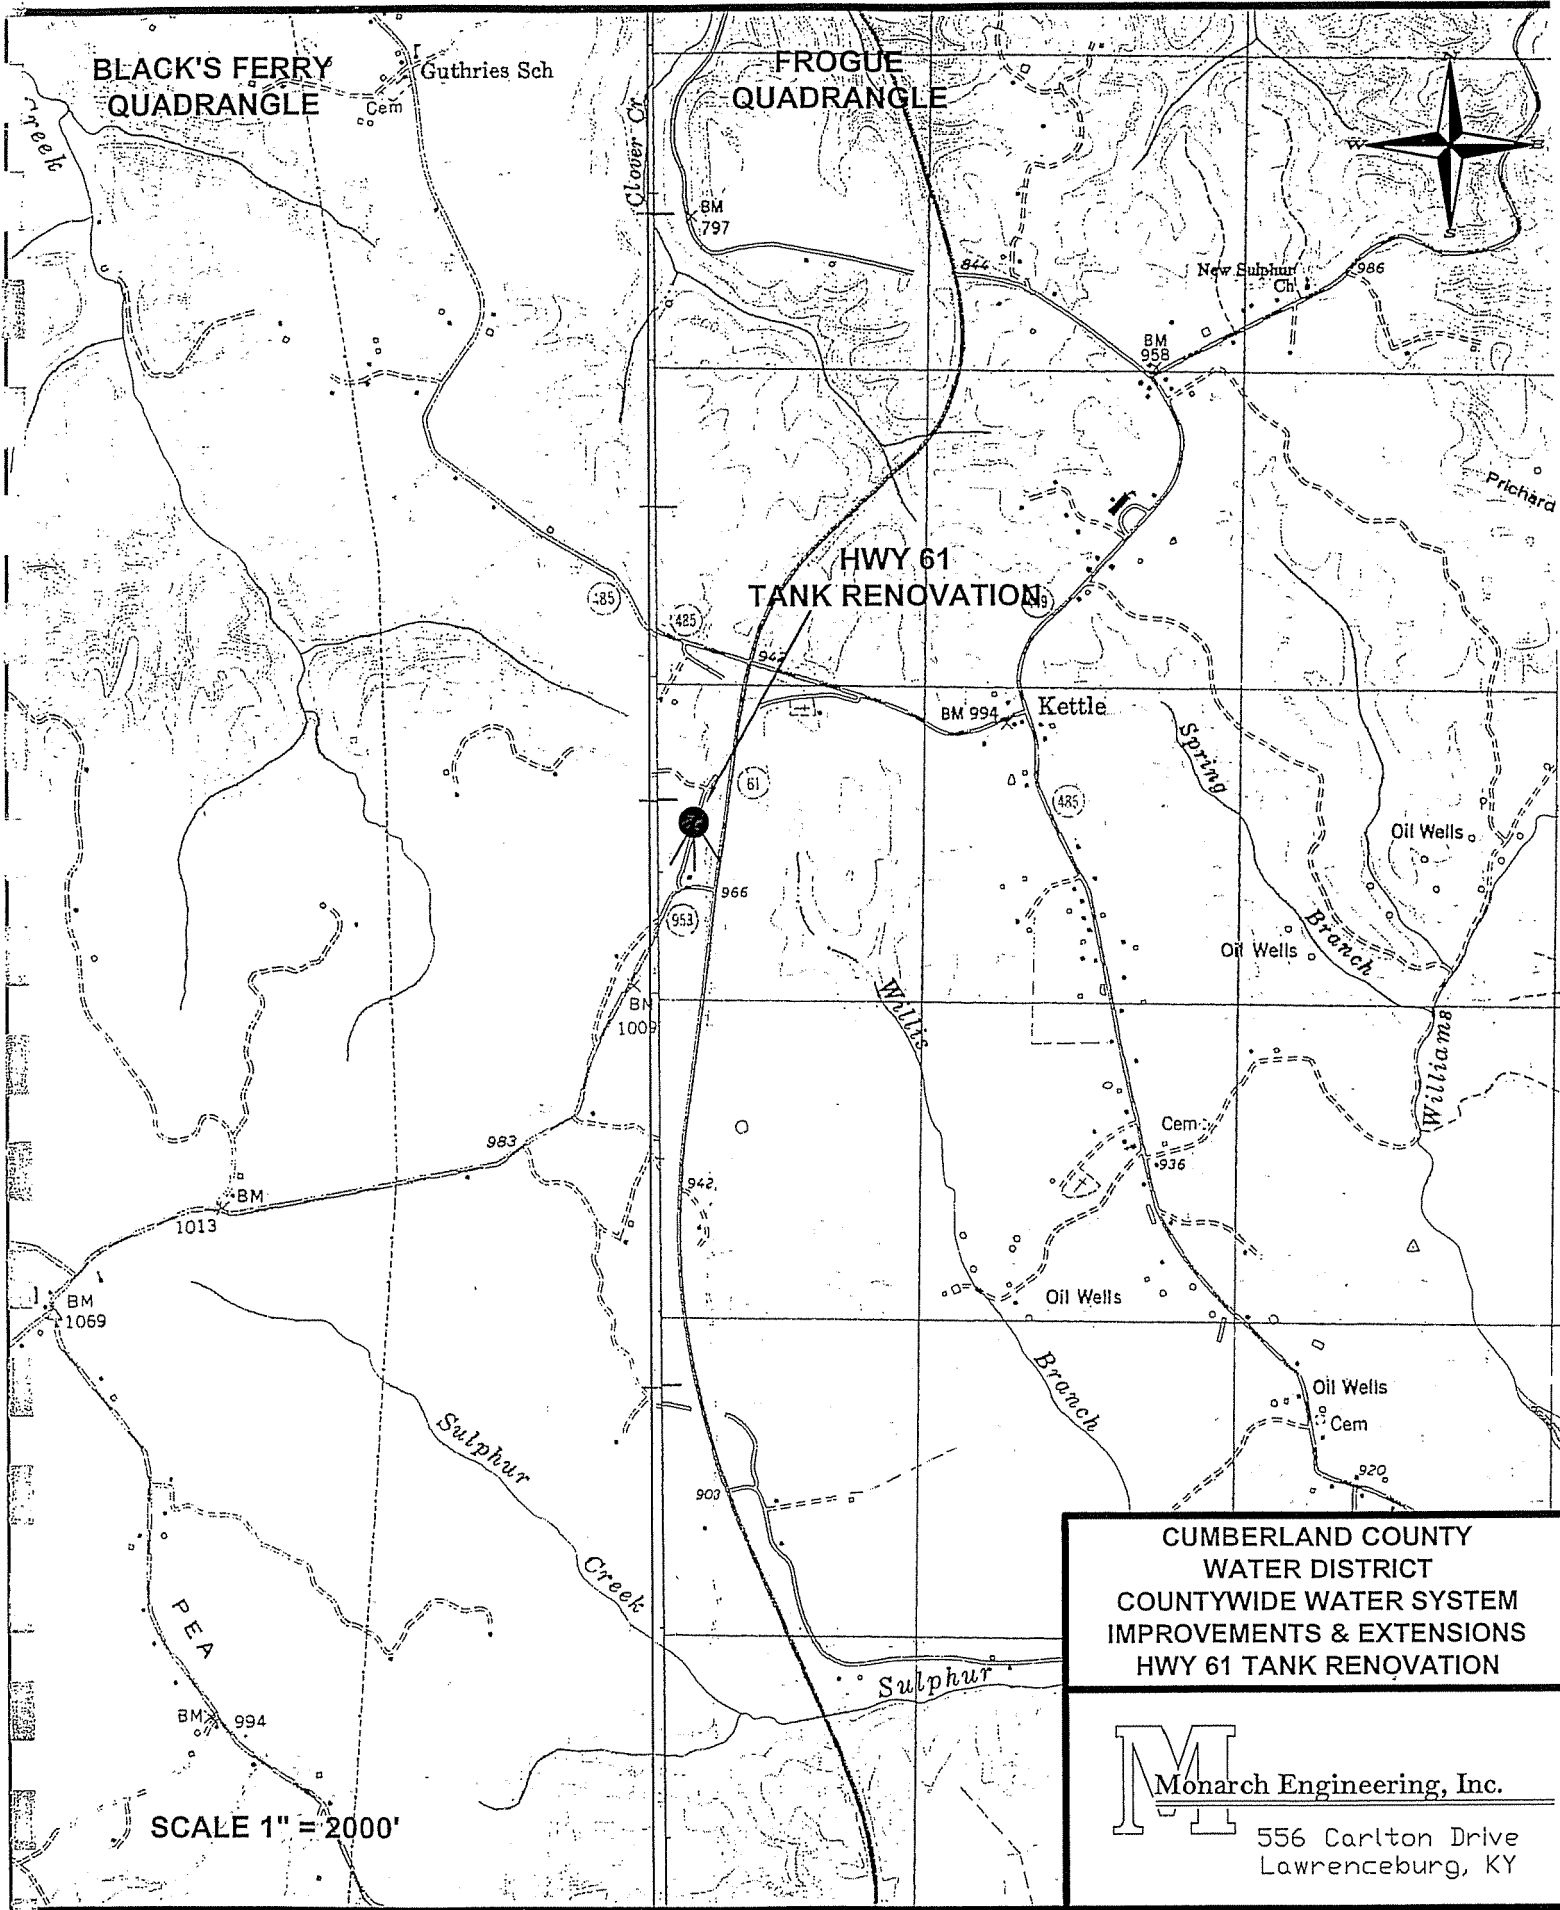 BLACK'S FERRY
QUADRANGLE
Guthries Sch
Cem
Creek
FROGUE
QUADRANGLE
Clover Cr
N
W
E
S
BM
797
844
New Sulphur
Ch
986
BM
958
Prichard
HWY 61
TANK RENOVATION
485
485
942
BM 994
Kettle
Spring
61
485
Oil Wells
966
953
Oil Wells
Branch
Willis
BM
1009
Williams
983
Cem
936
BM
1013
942
BM
1069
Oil Wells
Branch
Oil Wells
Cem
Sulphur
920
903
Creek
PEA
Sulphur
BM
994
SCALE 1" = 2000'
CUMBERLAND COUNTY
WATER DISTRICT
COUNTYWIDE WATER SYSTEM
IMPROVEMENTS & EXTENSIONS
HWY 61 TANK RENOVATION
M
Monarch Engineering, Inc.
556 Carlton Drive
Lawrenceburg, KY